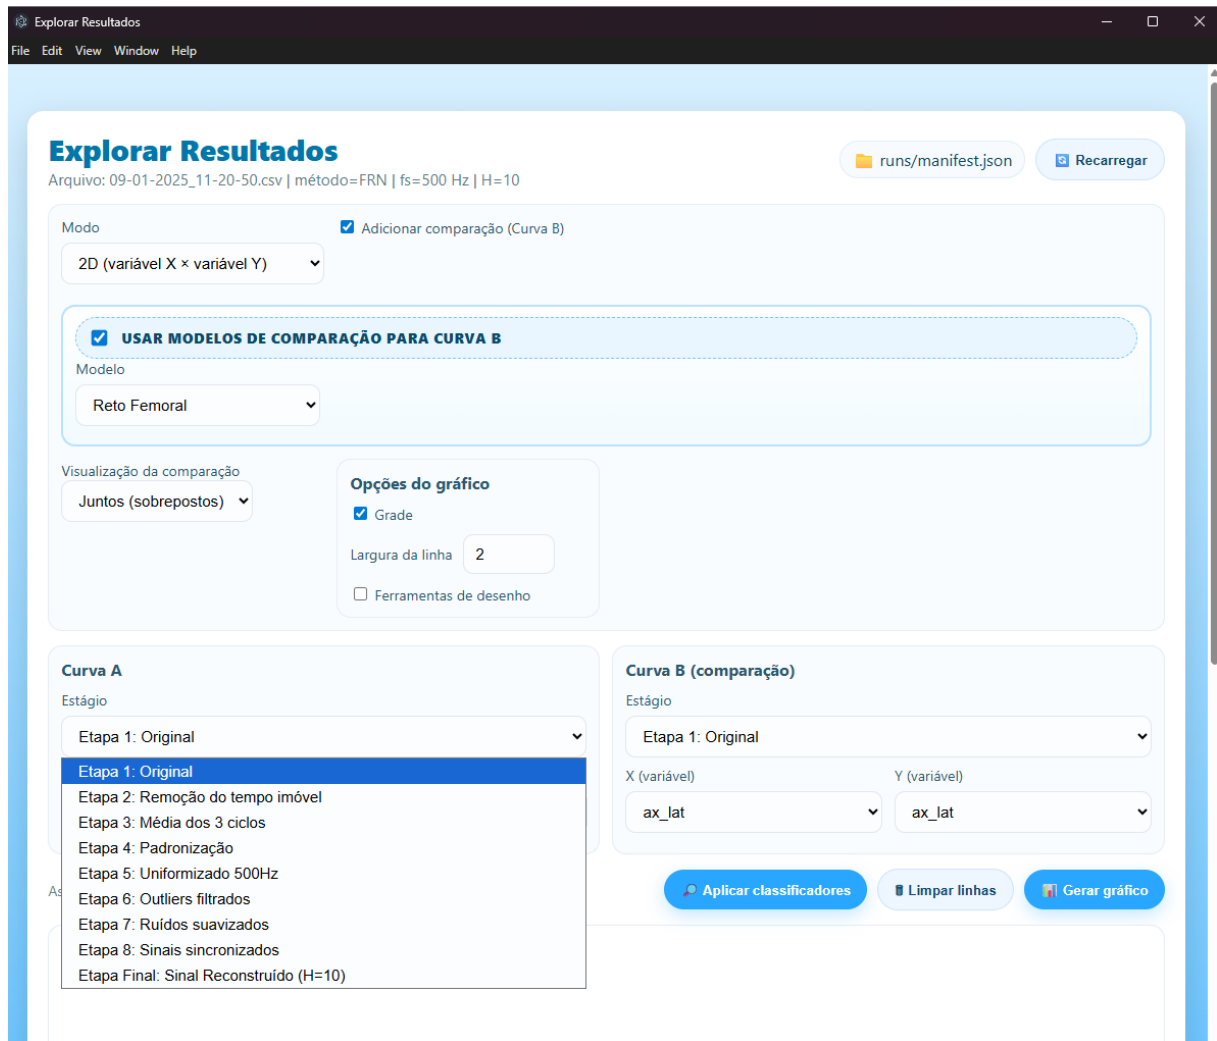 Explorar Resultados
File Edit View Window Help
Explorar Resultados
Arquivo: 09-01-2025_11-20-50.csv | método=FRN | fs=500 Hz | H=10
runs/manifest.json
Recarregar
Modo
Adicionar comparação (Curva B)
2D (variável X × variável Y)
USAR MODELOS DE COMPARAÇÃO PARA CURVA B
Modelo
Reto Femoral
Visualização da comparação
Juntos (sobrepostos)
Opções do gráfico
Grade
Largura da linha 2
Ferramentas de desenho
Curva A
Estágio
Etapa 1: Original
Etapa 1: Original
Etapa 2: Remoção do tempo imóvel
Etapa 3: Média dos 3 ciclos
Etapa 4: Padronização
Etapa 5: Uniformizado 500Hz
Etapa 6: Outliers filtrados
Etapa 7: Ruídos suavizados
Etapa 8: Sinais sincronizados
Etapa Final: Sinal Reconstruído (H=10)
Curva B (comparação)
Estágio
Etapa 1: Original
X (variável) Y (variável)
ax_lat ax_lat
Aplicar classificadores
Limpar linhas
Gerar gráfico